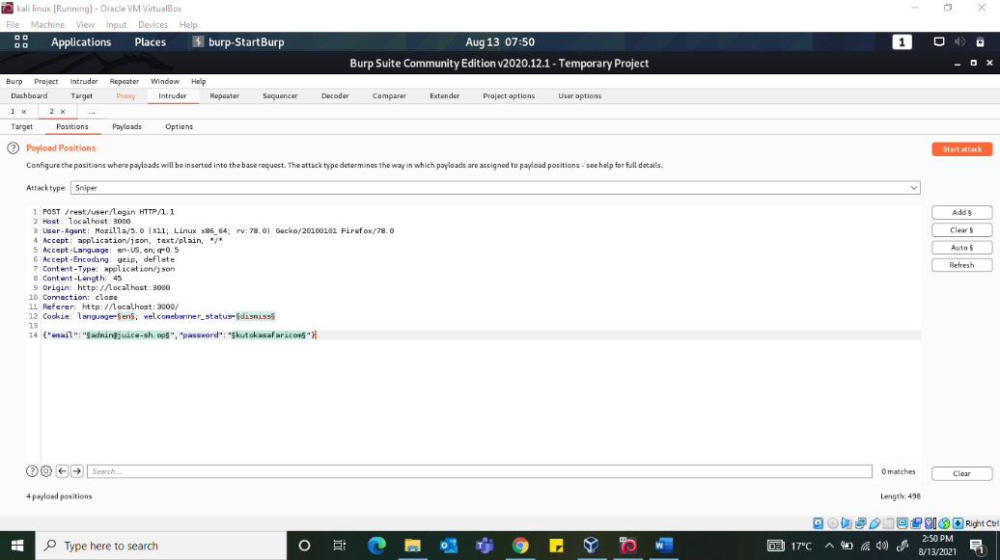 kali linux [Running] - Oracle VM VirtualBox
File Machine View Input Devices Help
Applications Places burp-StartBurp Aug 13 07:50 1
Burp Suite Community Edition v2020.12.1 - Temporary Project
Burp Project Intruder Repeater Window Help
Dashboard Target Proxy Intruder Repeater Sequencer Decoder Comparer Extender Project options User options
1 × 2 × ...
Target Positions Payloads Options
? Payload Positions Start attack
Configure the positions where payloads will be inserted into the base request. The attack type determines the way in which payloads are assigned to payload positions - see help for full details.
Attack type: Sniper
1 POST /rest/user/login HTTP/1.1
2 Host: localhost:3000
3 User-Agent: Mozilla/5.0 (X11; Linux x86_64; rv:78.0) Gecko/20100101 Firefox/78.0
4 Accept: application/json, text/plain, */*
5 Accept-Language: en-US,en;q=0.5
6 Accept-Encoding: gzip, deflate
7 Content-Type: application/json
8 Content-Length: 45
9 Origin: http://localhost:3000
10 Connection: close
11 Referer: http://localhost:3000/
12 Cookie: language=§en§; welcomebanner_status=§dismiss§
13
14 {"email":"§admin@juice-sh.op§","password":"§kutokasafaricom§"}
Add §
Clear §
Auto §
Refresh
? Search... 0 matches Clear
4 payload positions Length: 498
Right Ctrl
Type here to search 17°C 2:50 PM
8/13/2021 1